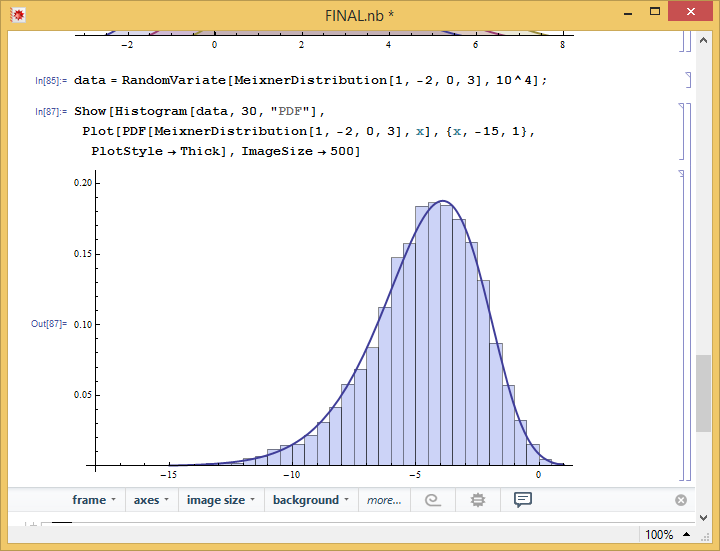 FINAL.nb *
−2 0 2 4 6 8
In[85]:= data = RandomVariate[MeixnerDistribution[1, -2, 0, 3], 10^4];
In[87]:= Show[Histogram[data, 30, "PDF"],
Plot[PDF[MeixnerDistribution[1, -2, 0, 3], x], {x, -15, 1},
PlotStyle → Thick], ImageSize → 500]
0.20
0.15
Out[87]= 0.10
0.05
−15 −10 −5 0
frame axes image size background more...
100%